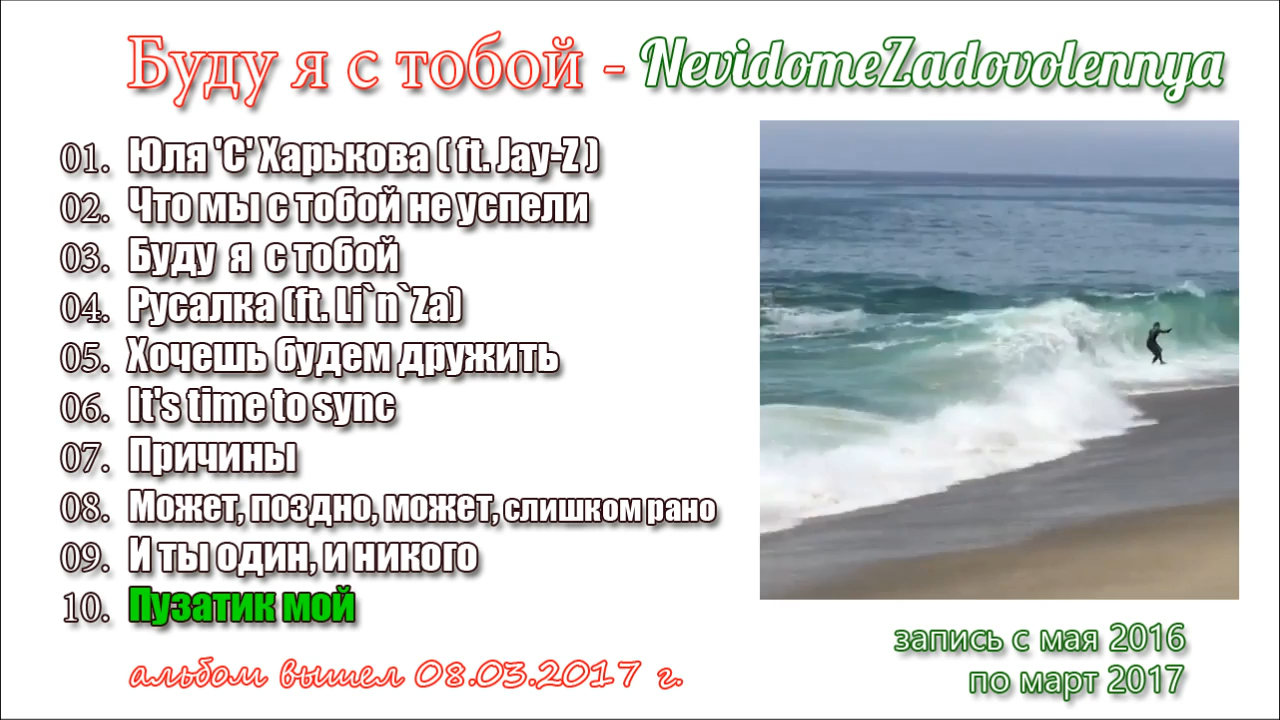 Буду я с тобой - NevidomeZadovolennya
01. Юля 'С' Харькова ( ft. Jay-Z )
02. Что мы с тобой не успели
03. Буду я с тобой
04. Русалка (ft. Li`n`Za)
05. Хочешь будем дружить
06. It's time to sync
07. Причины
08. Может, поздно, может, слишком рано
09. И ты один, и никого
10. Пузатик мой
альбом вышел 08.03.2017 г.
запись с мая 2016
по март 2017